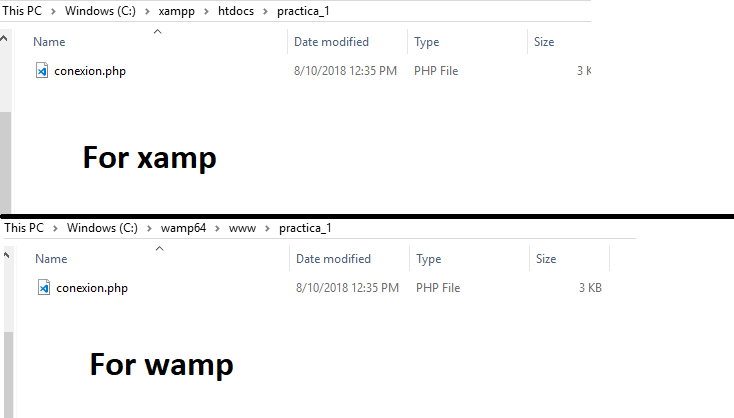 This PC > Windows (C:) > xampp > htdocs > practica_1
Name Date modified Type Size
conexion.php 8/10/2018 12:35 PM PHP File 3 K
For xamp
This PC > Windows (C:) > wamp64 > www > practica_1
Name Date modified Type Size
conexion.php 8/10/2018 12:35 PM PHP File 3 KB
For wamp